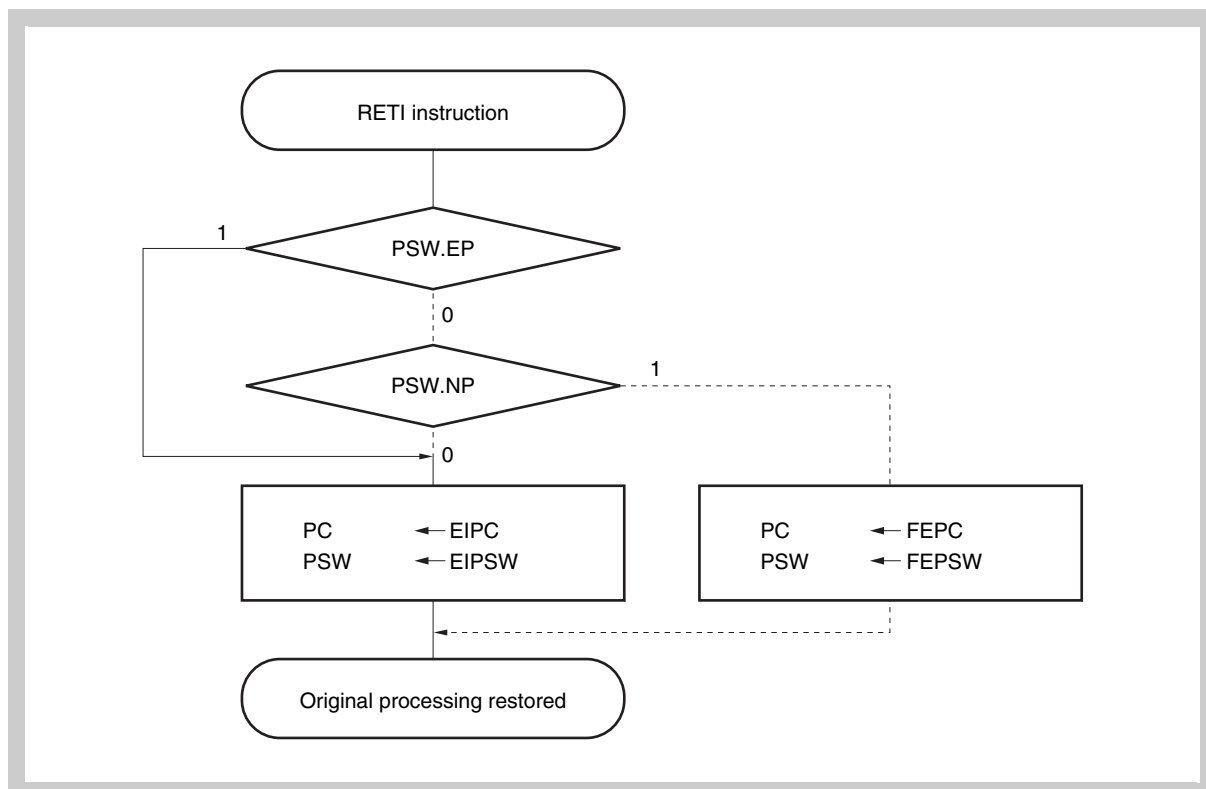 RETI instruction
1
PSW.EP
0
PSW.NP
1
0
PC ← EIPC
PSW ← EIPSW
PC ← FEPC
PSW ← FEPSW
Original processing restored